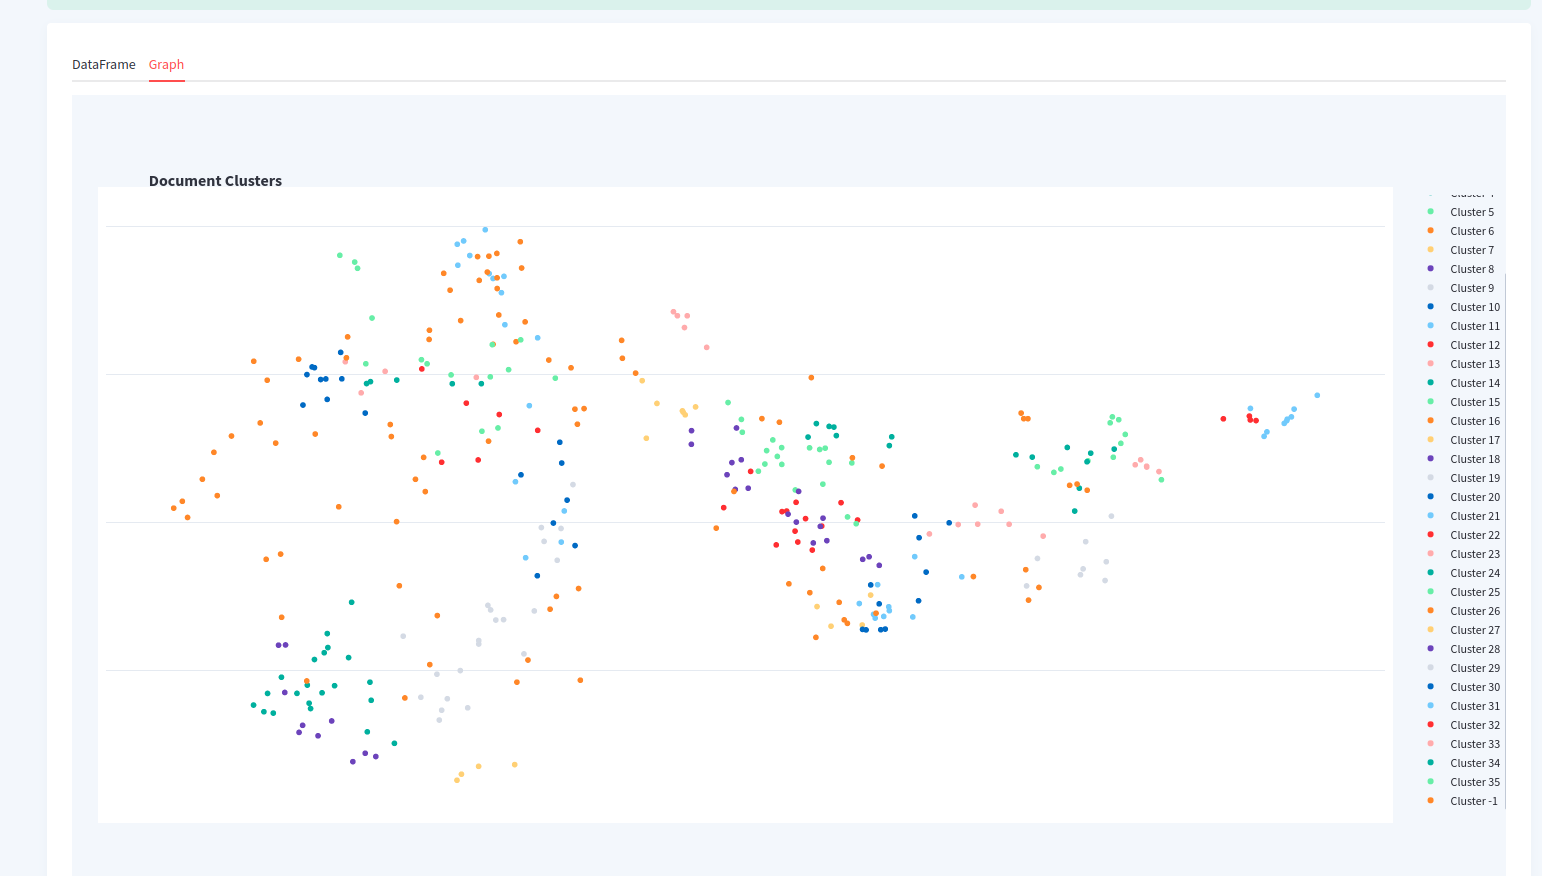 DataFrame Graph
Document Clusters
Cluster 5
Cluster 6
Cluster 7
Cluster 8
Cluster 9
Cluster 10
Cluster 11
Cluster 12
Cluster 13
Cluster 14
Cluster 15
Cluster 16
Cluster 17
Cluster 18
Cluster 19
Cluster 20
Cluster 21
Cluster 22
Cluster 23
Cluster 24
Cluster 25
Cluster 26
Cluster 27
Cluster 28
Cluster 29
Cluster 30
Cluster 31
Cluster 32
Cluster 33
Cluster 34
Cluster 35
Cluster -1